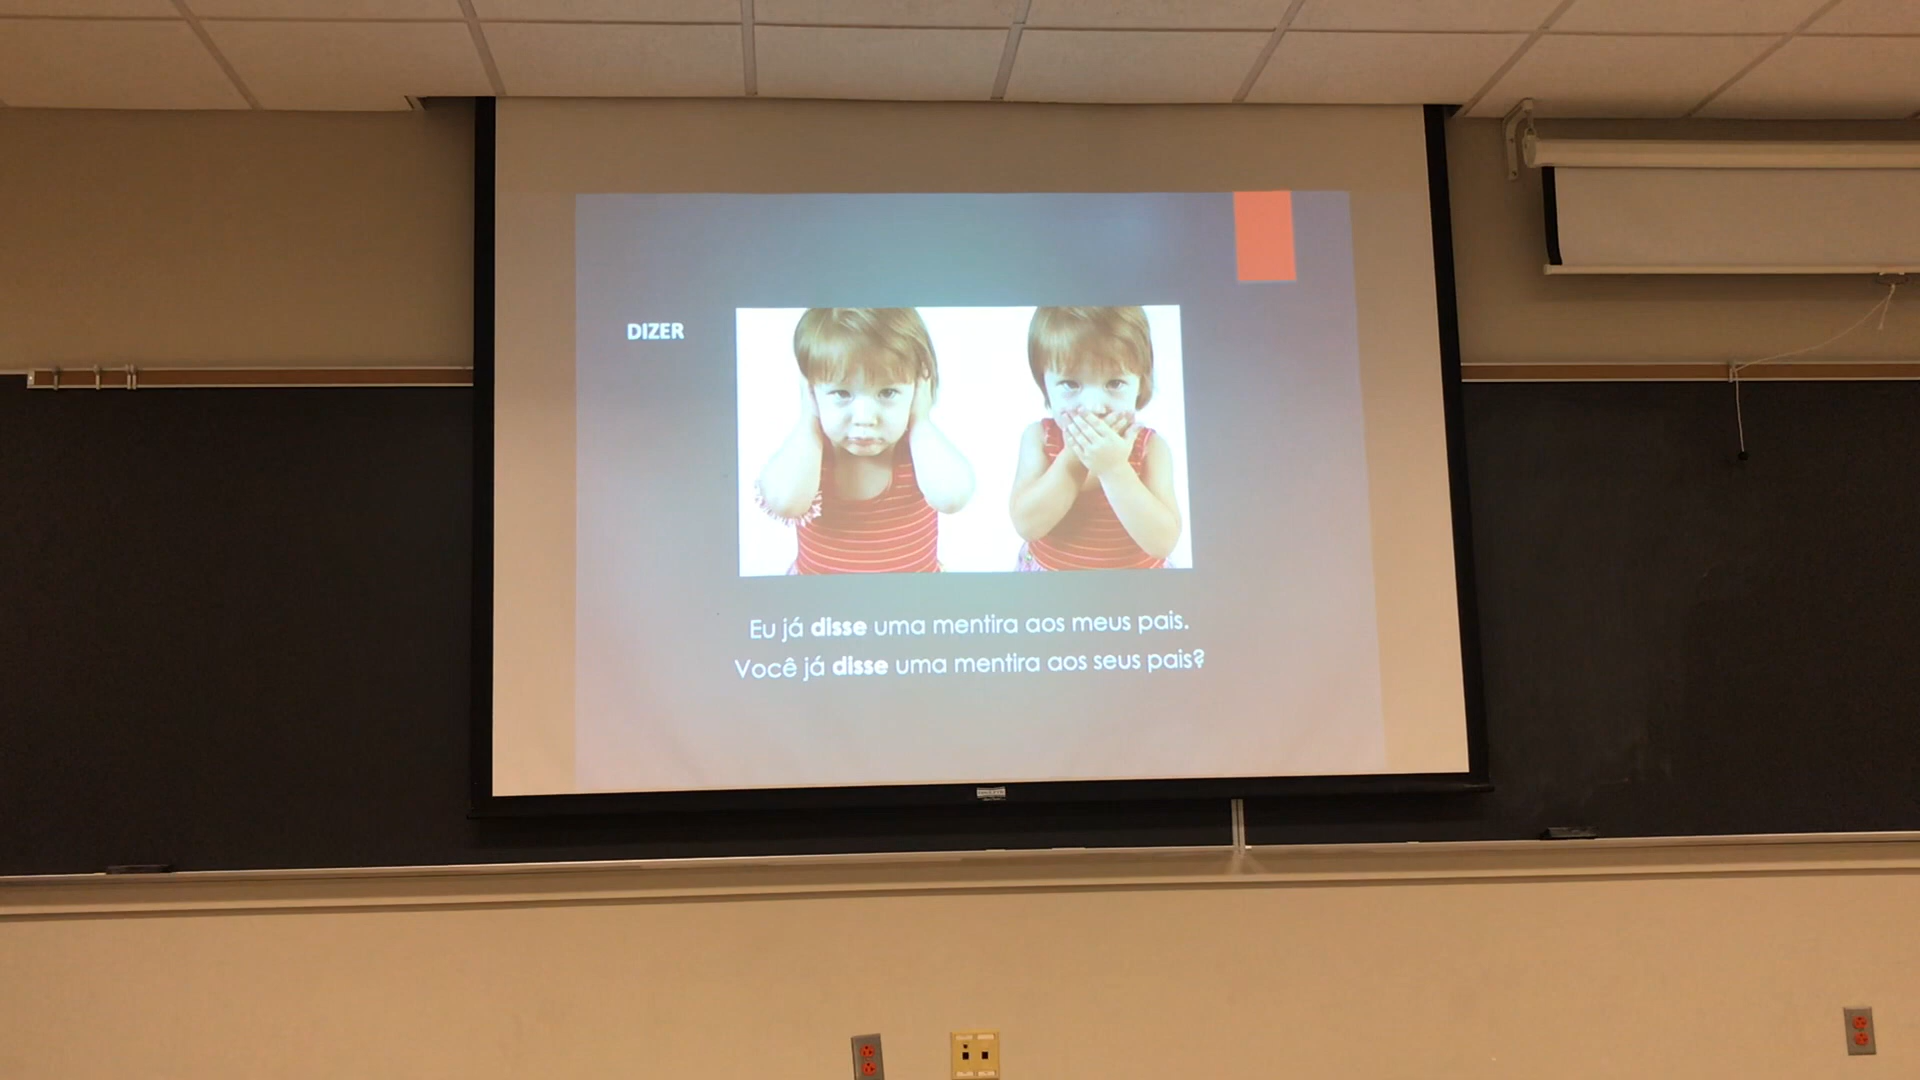 DIZER
Eu já disse uma mentira aos meus pais.
Você já disse uma mentira aos seus pais?